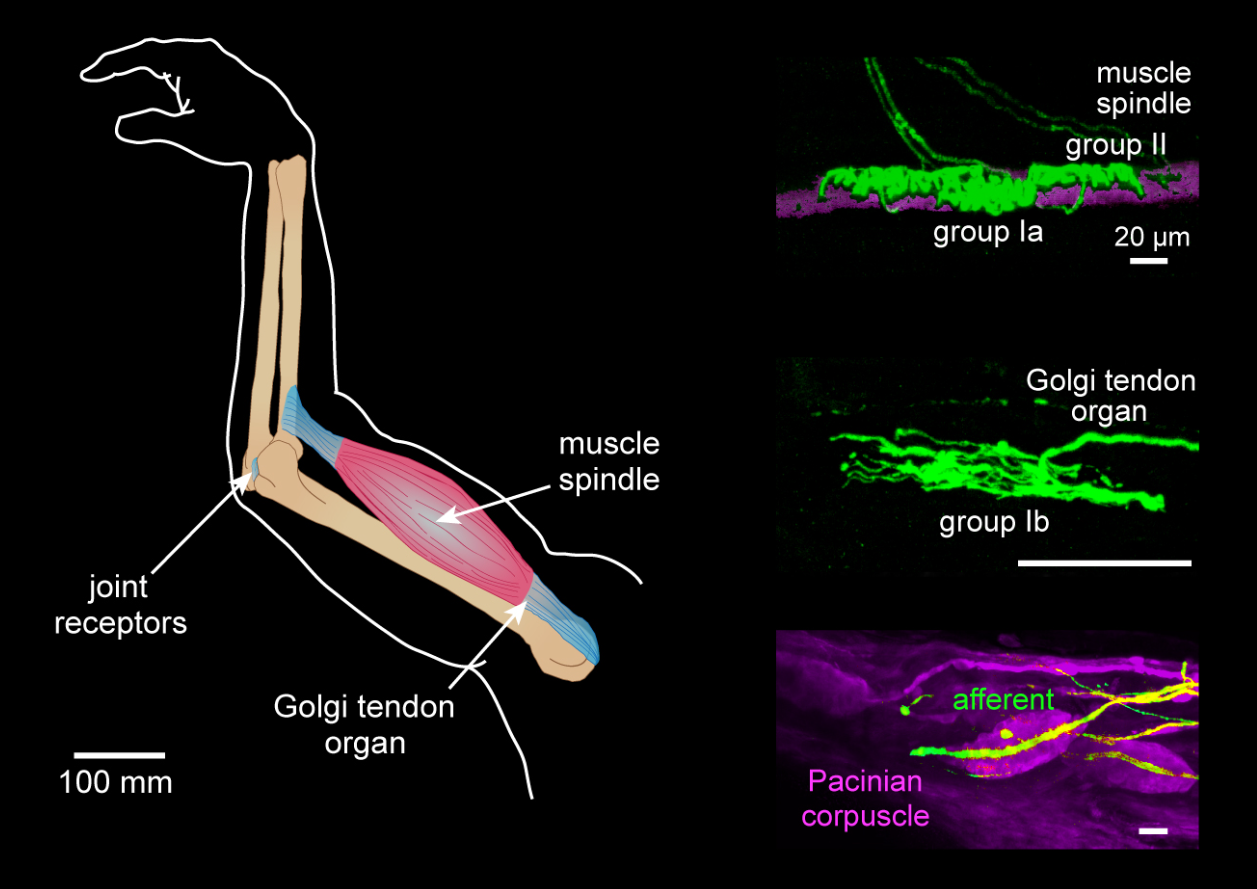 muscle
spindle
joint
receptors
Golgi tendon
organ
100 mm
muscle
spindle
group II
group Ia
20 µm
Golgi tendon
organ
group Ib
afferent
Pacinian
corpuscle